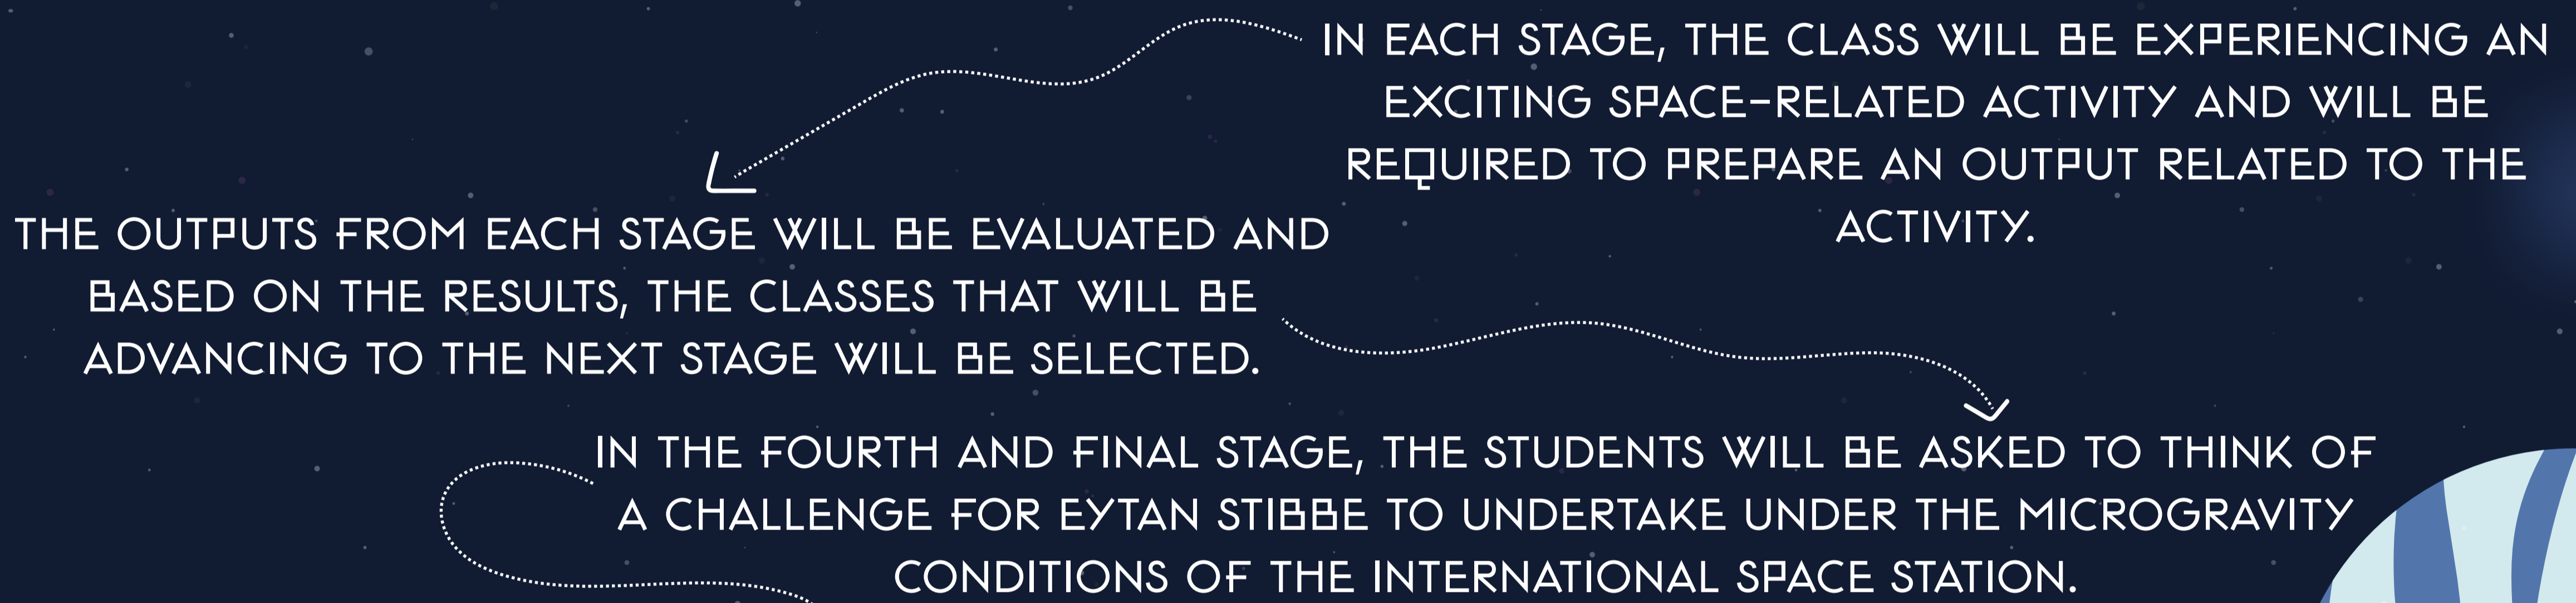 IN EACH STAGE, THE CLASS WILL BE EXPERIENCING AN
EXCITING SPACE-RELATED ACTIVITY AND WILL BE
REQUIRED TO PREPARE AN OUTPUT RELATED TO THE
ACTIVITY.
THE OUTPUTS FROM EACH STAGE WILL BE EVALUATED AND
BASED ON THE RESULTS, THE CLASSES THAT WILL BE
ADVANCING TO THE NEXT STAGE WILL BE SELECTED.
IN THE FOURTH AND FINAL STAGE, THE STUDENTS WILL BE ASKED TO THINK OF
A CHALLENGE FOR EYTAN STIBBE TO UNDERTAKE UNDER THE MICROGRAVITY
CONDITIONS OF THE INTERNATIONAL SPACE STATION.